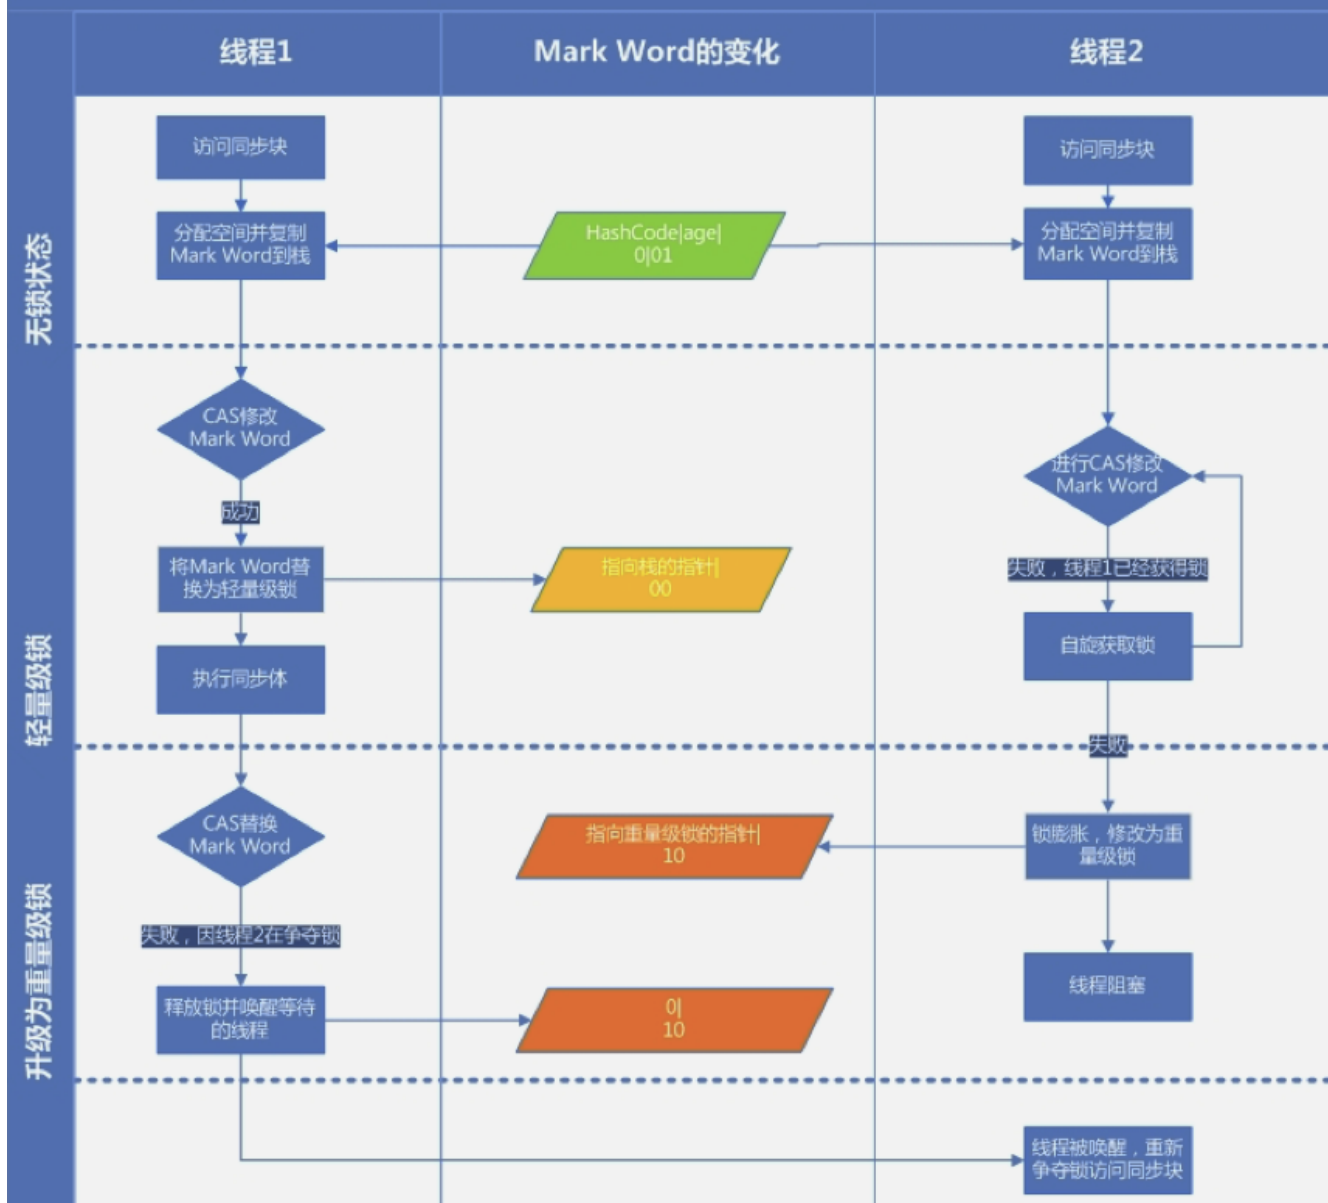 线程1
Mark Word的变化
线程2
无锁状态
访问同步块
访问同步块
分配空间并复制
Mark Word到栈
HashCode|age|
0|01
分配空间并复制
Mark Word到栈
轻量级锁
CAS修改
Mark Word
进行CAS修改
Mark Word
成功
失败，线程1已经获得锁
将Mark Word替
换为轻量级锁
指向栈的指针|
00
自旋获取锁
执行同步体
失败
升级为重量级锁
CAS替换
Mark Word
指向重量级锁的指针|
10
锁膨胀，修改为重
量级锁
失败，因线程2在争夺锁
线程阻塞
释放锁并唤醒等待
的线程
0|
10
线程被唤醒，重新
争夺锁访问同步块